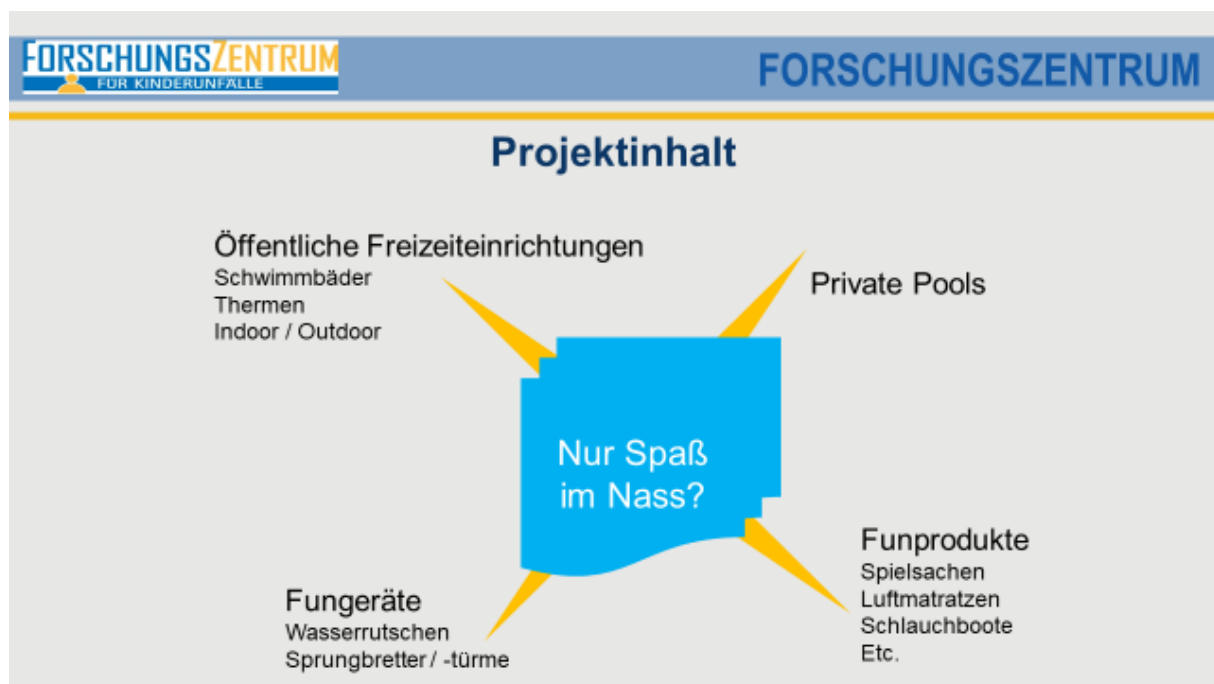 FORSCHUNGSZENTRUM
FÜR KINDERUNFÄLLE
FORSCHUNGSZENTRUM
Projektinhalt
Öffentliche Freizeiteinrichtungen
Schwimmbäder
Thermen
Indoor / Outdoor
Private Pools
Nur Spaß
im Nass?
Fungeräte
Wasserrutschen
Sprungbretter / -türme
Funprodukte
Spielsachen
Luftmatratzen
Schlauchboote
Etc.